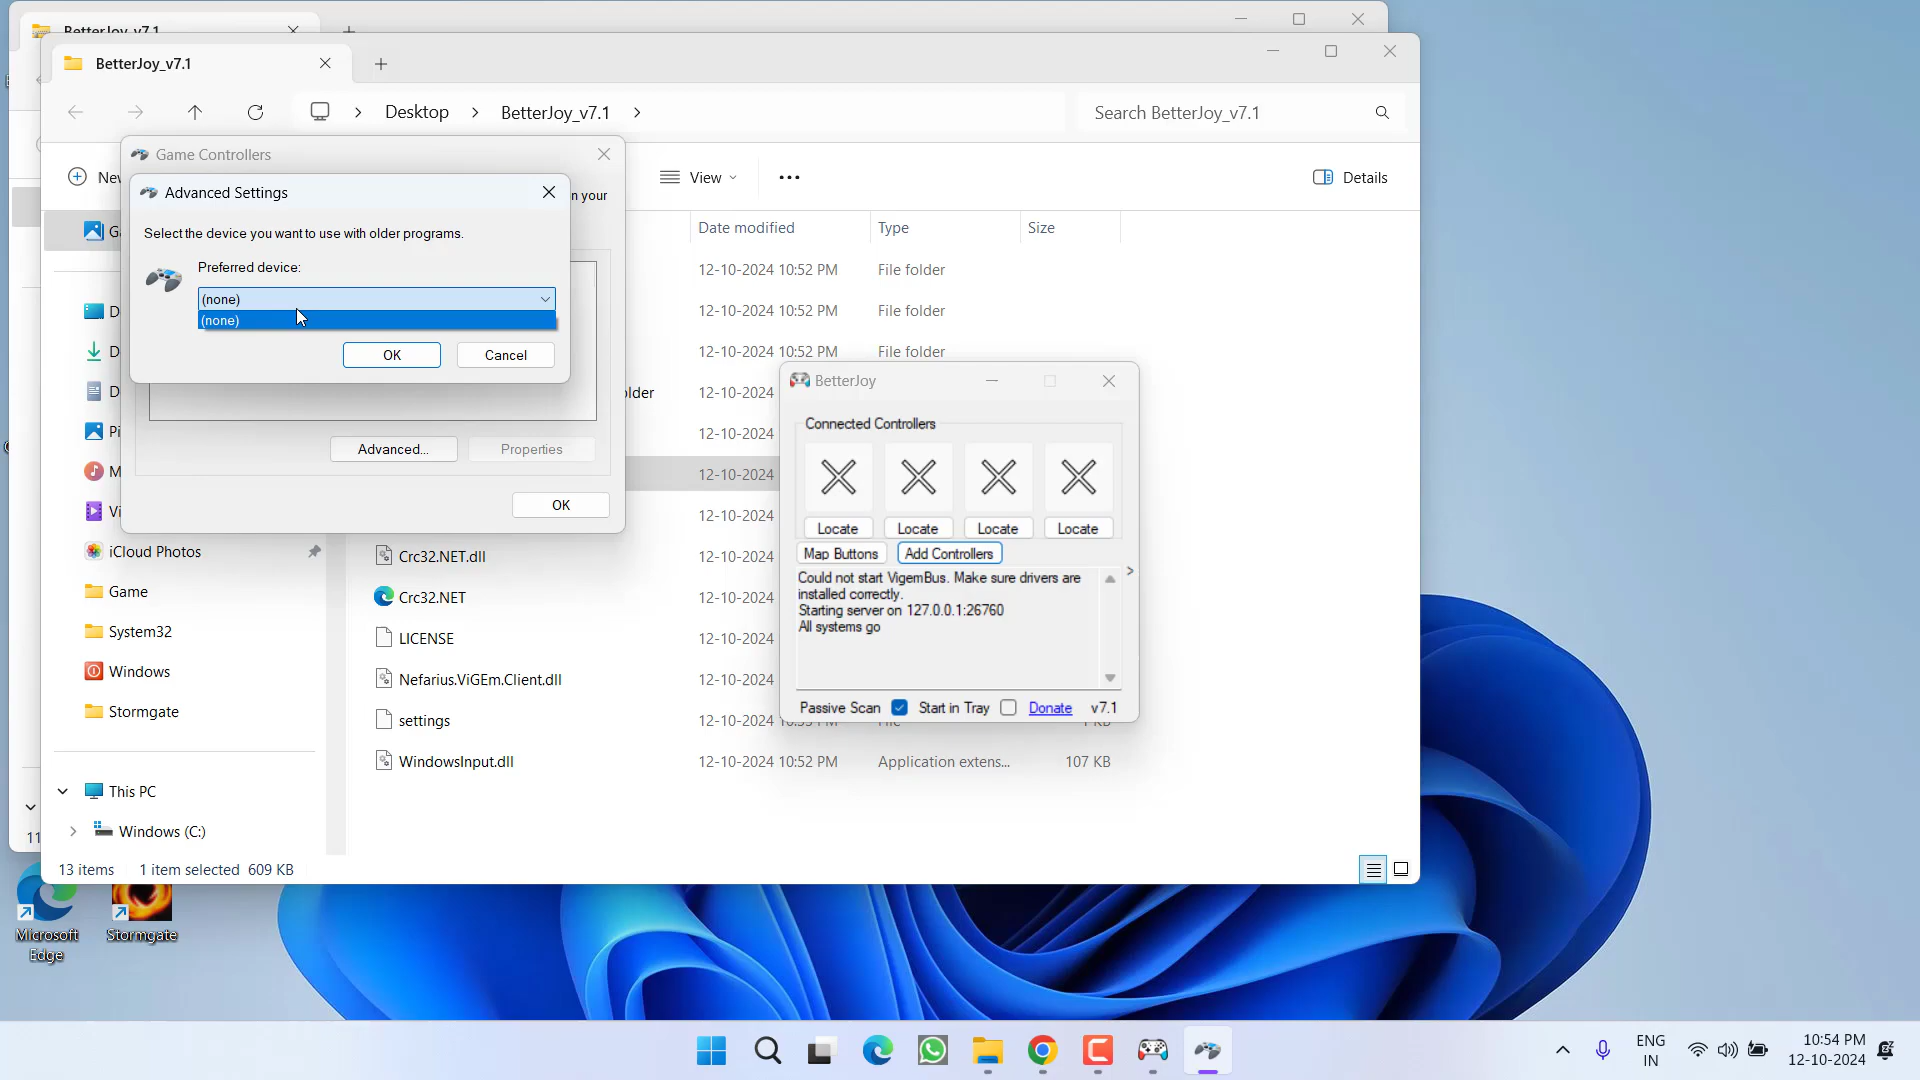 BetterJoy_v7.1
BetterJoy_v7.1
Desktop
BetterJoy_v7.1
Search BetterJoy_v7.1
Game Controllers
Advanced Settings
n your
Select the device you want to use with older programs.
Preferred device:
(none)
(none)
OK
Cancel
Advanced...
Properties
OK
New
View
Details
Date modified
Type
Size
12-10-2024 10:52 PM
File folder
12-10-2024 10:52 PM
File folder
12-10-2024 10:52 PM
File folder
older
12-10-2024
12-10-2024
12-10-2024
12-10-2024
Crc32.NET.dll
12-10-2024
Crc32.NET
12-10-2024
LICENSE
12-10-2024
Nefarius.ViGEm.Client.dll
12-10-2024
settings
WindowsInput.dll
12-10-2024 10:52 PM
Application extens...
107 KB
iCloud Photos
Game
System32
Windows
Stormgate
This PC
Windows (C:)
13 items
1 item selected 609 KB
BetterJoy
Connected Controllers
Locate
Locate
Locate
Locate
Map Buttons
Add Controllers
>
Could not start VigemBus. Make sure drivers are
installed correctly.
Starting server on 127.0.0.1:26760
All systems go
Passive Scan
Start in Tray
Donate
v7.1
Microsoft
Edge
Stormgate
ENG
IN
10:54 PM
12-10-2024